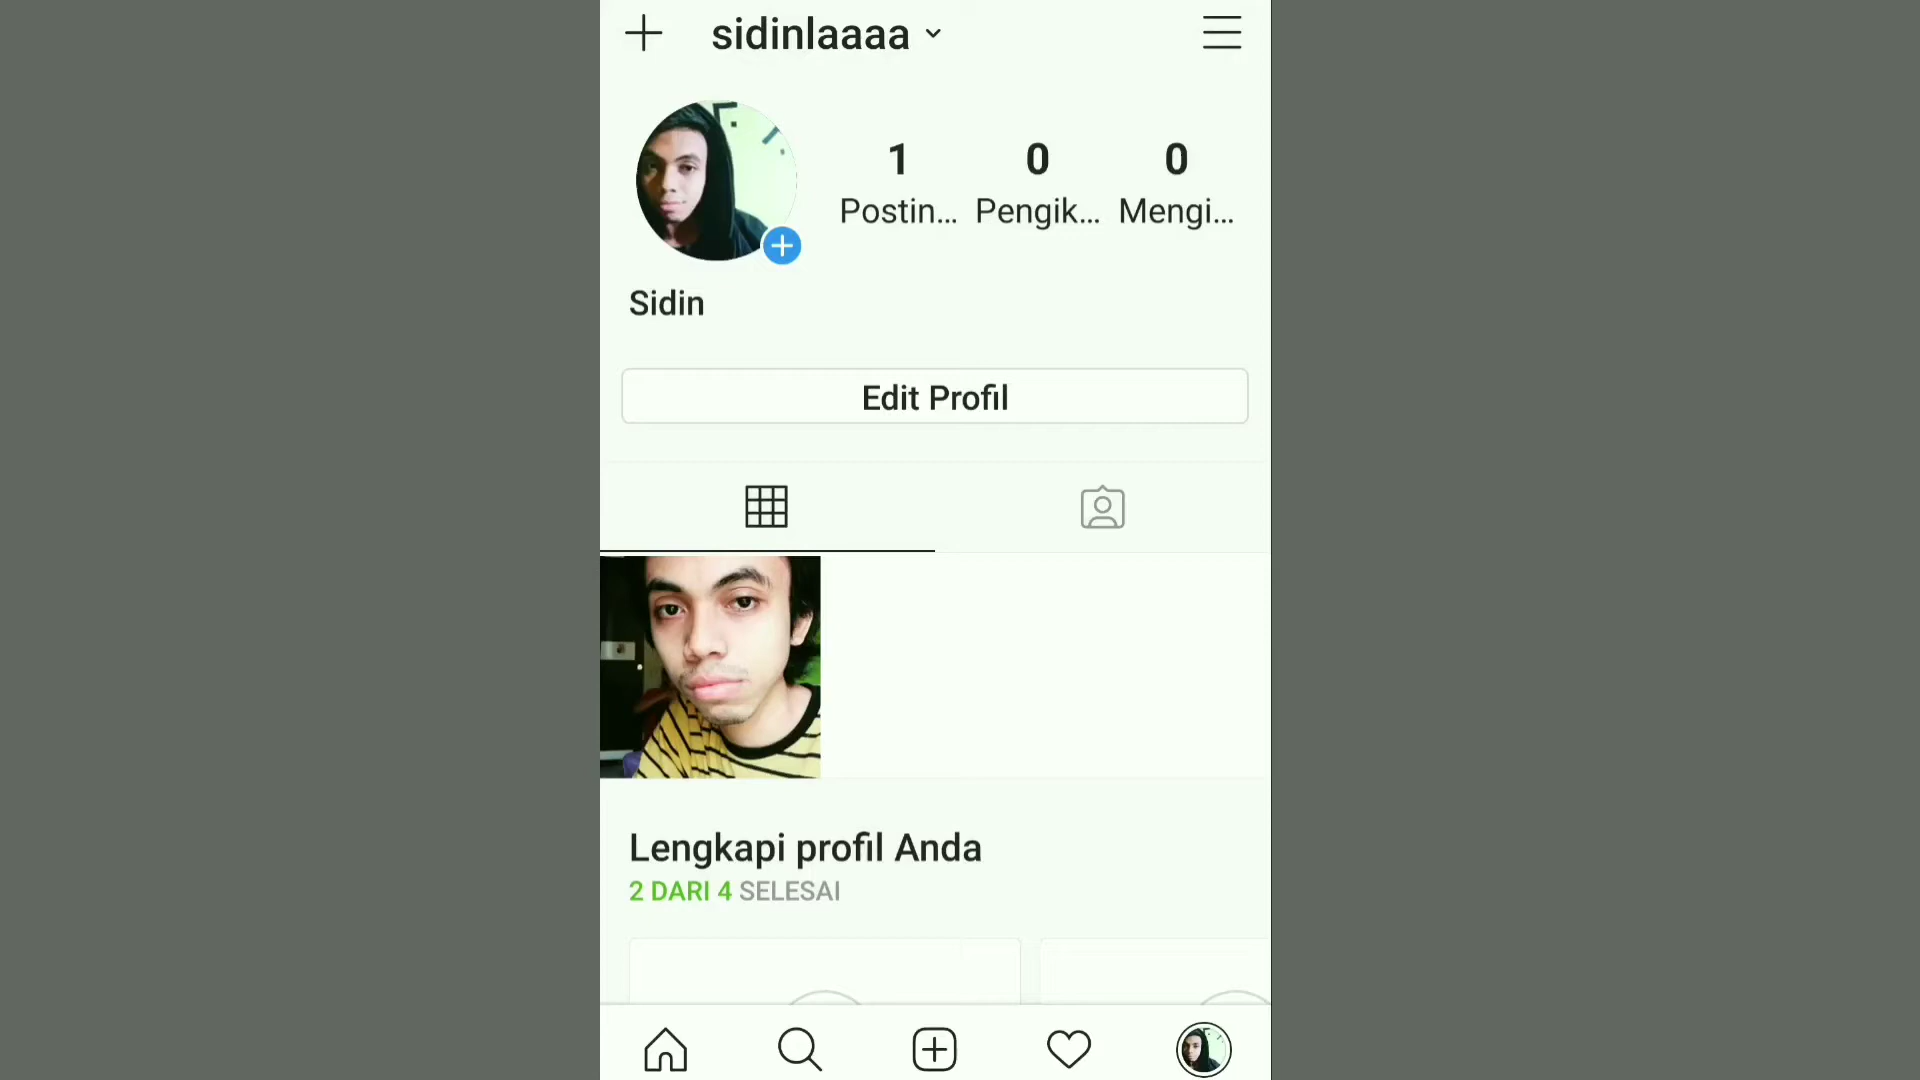 sidinlaaaa
1 0 0
Postin... Pengik... Mengi...
Sidin
Edit Profil
Lengkapi profil Anda
2 DARI 4 SELESAI